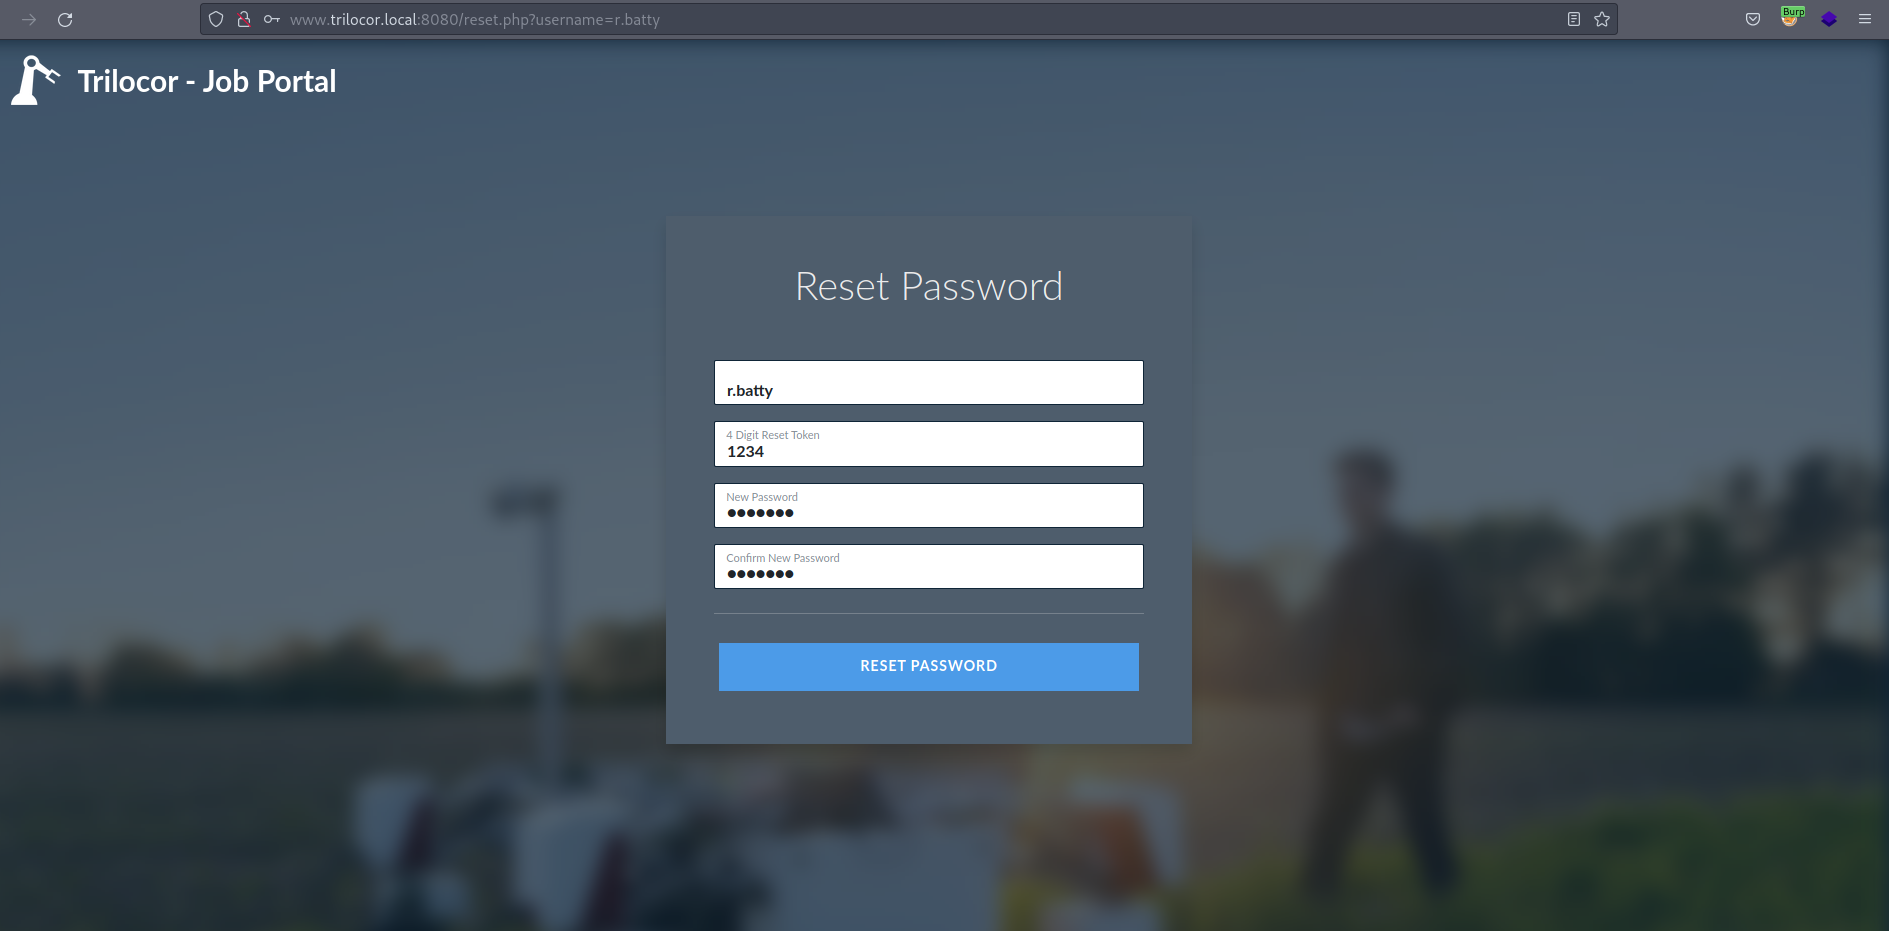 www.trilocor.local:8080/reset.php?username=r.batty
Burp
Trilocor - Job Portal
Reset Password
r.batty
4 Digit Reset Token
1234
New Password
●●●●●●●
Confirm New Password
●●●●●●●
RESET PASSWORD